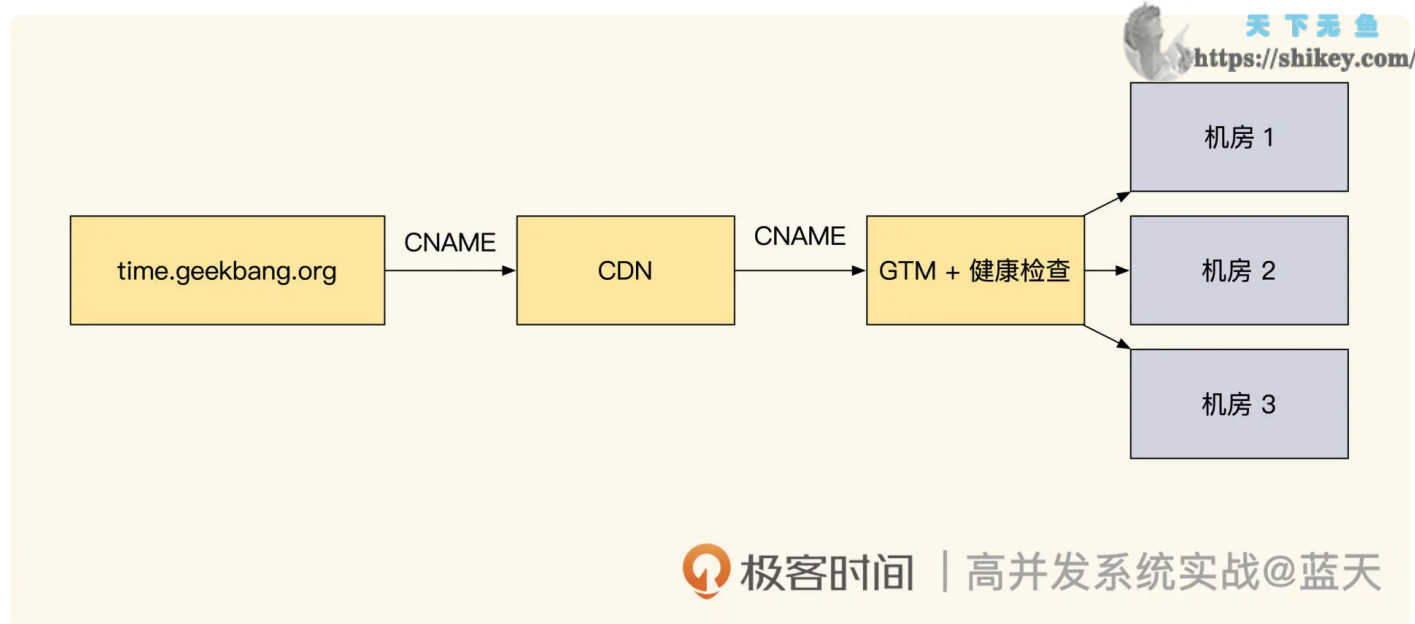 天下无鱼
https://shikey.com/
机房 1
CNAME
CNAME
time.geekbang.org
CDN
GTM + 健康检查
机房 2
机房 3
极客时间 | 高并发系统实战@蓝天